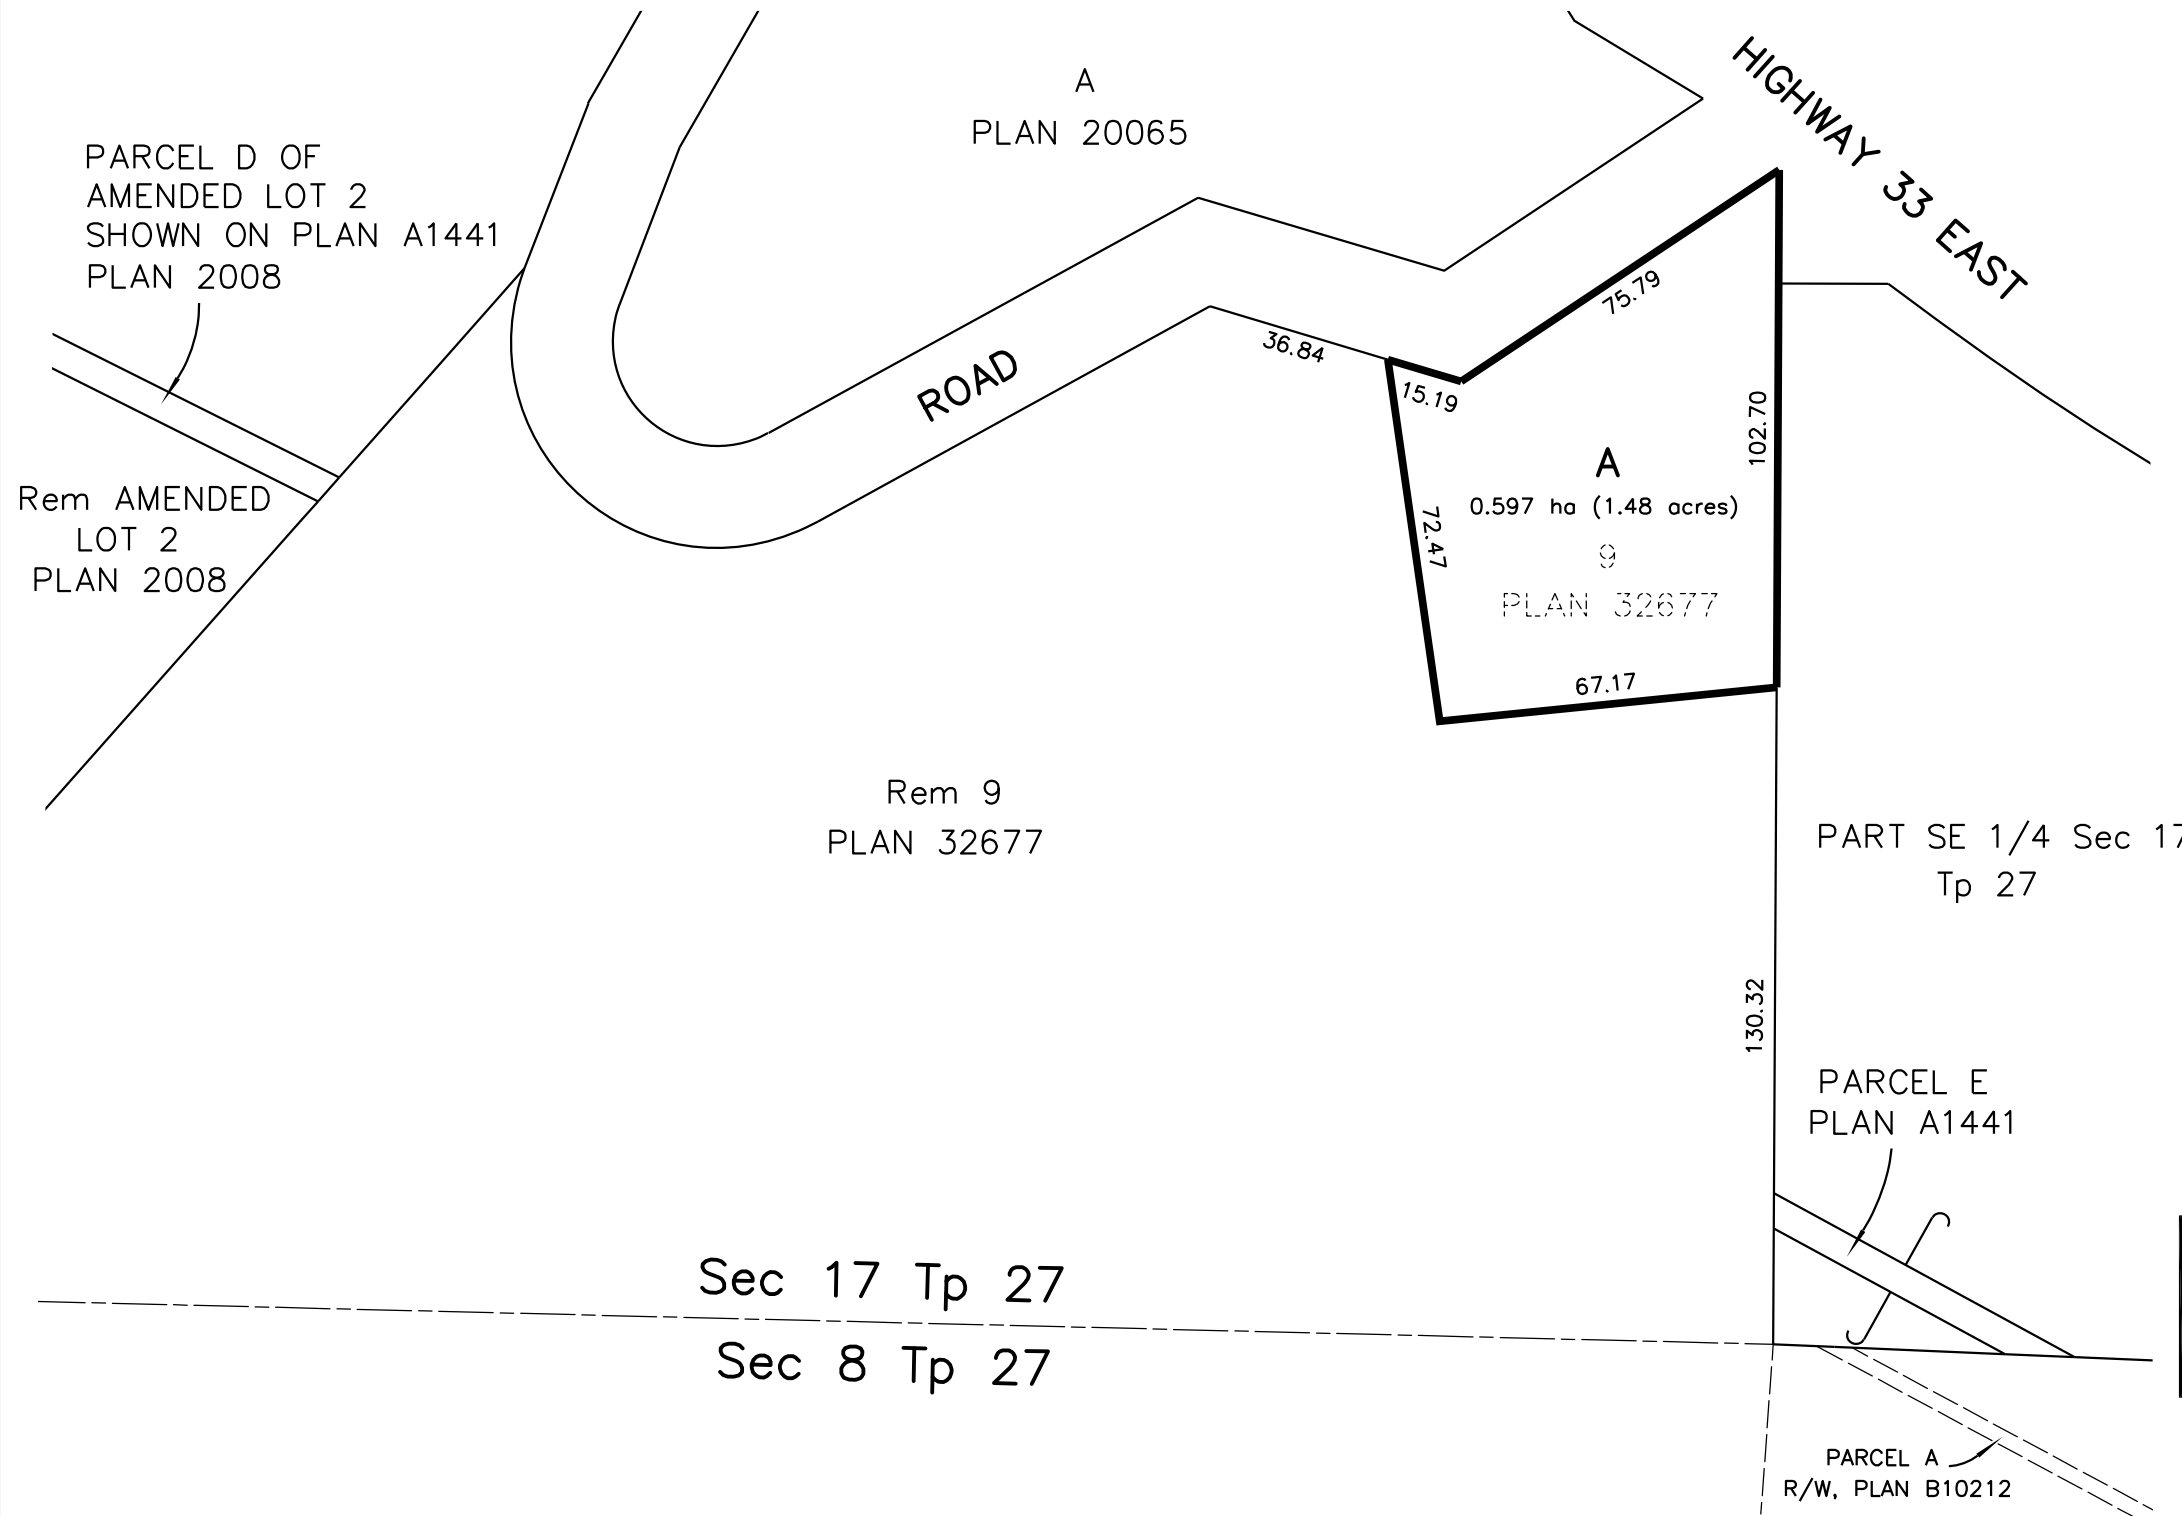 A
PLAN 20065
HIGHWAY 33 EAST
PARCEL D OF
AMENDED LOT 2
SHOWN ON PLAN A1441
PLAN 2008
75.79
36.84
ROAD
15.19
102.70
A
0.597 ha (1.48 acres)
9
PLAN 32677
72.47
Rem AMENDED
LOT 2
PLAN 2008
67.17
Rem 9
PLAN 32677
PART SE 1/4 Sec 17
Tp 27
130.32
PARCEL E
PLAN A1441
Sec 17 Tp 27
Sec 8 Tp 27
PARCEL A
R/W, PLAN B10212